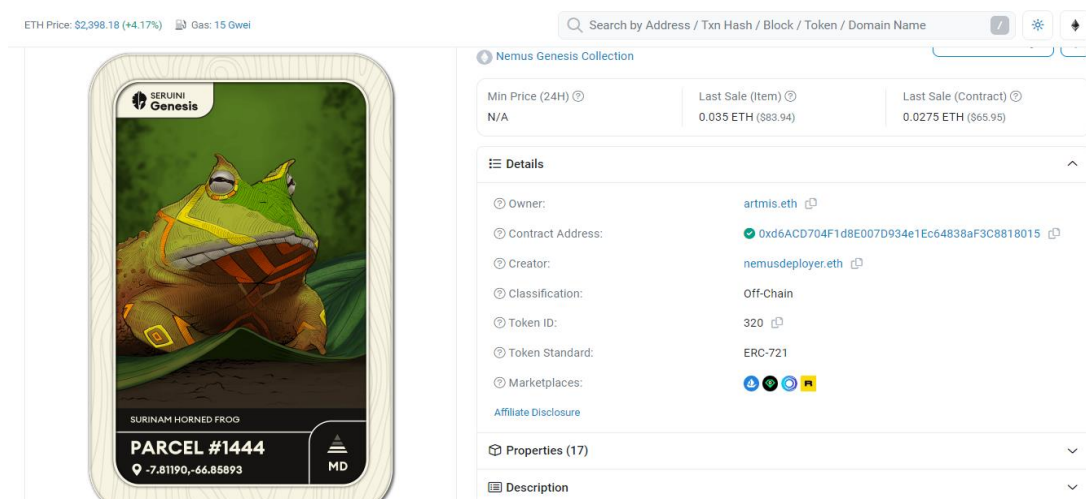 ETH Price: $2,398.18 (+4.17%) Gas: 15 Gwei
Search by Address / Txn Hash / Block / Token / Domain Name /
SERUINI
Genesis
SURINAM HORNED FROG
PARCEL #1444
-7.81190,-66.85893
MD
Nemus Genesis Collection
Min Price (24H) Last Sale (Item) Last Sale (Contract)
N/A 0.035 ETH ($83.94) 0.0275 ETH ($65.95)
Details
Owner: artmis.eth
Contract Address: 0xd6ACD704F1d8E007D934e1Ec64838aF3C8818015
Creator: nemusdeployer.eth
Classification: Off-Chain
Token ID: 320
Token Standard: ERC-721
Marketplaces:
Affiliate Disclosure
Properties (17)
Description